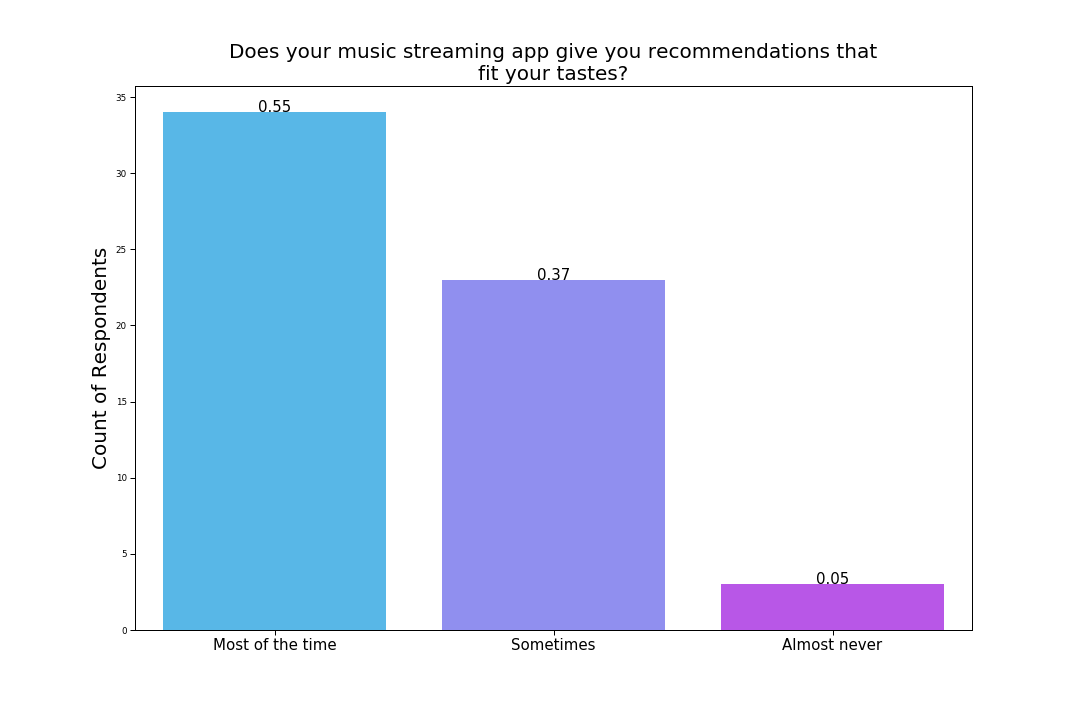 Does your music streaming app give you recommendations that
fit your tastes?
Count of Respondents
35
30
25
20
15
10
5
0
0.55
0.37
0.05
Most of the time
Sometimes
Almost never